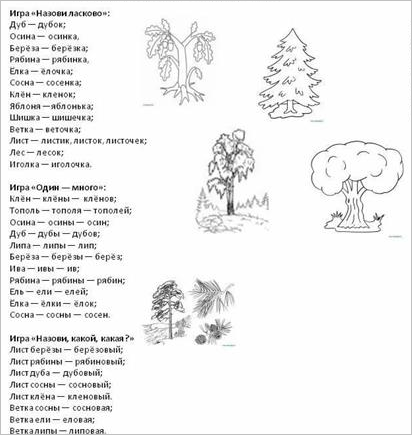 Игра «Назови ласково»:
Дуб — дубок;
Осина — осинка,
Берёза — берёзка;
Рябина — рябинка,
Елка — ёлочка;
Сосна — сосенка;
Клён — кленок;
Яблоня —яблонька;
Шишка — шишечка;
Ветка — веточка;
Лист — листик, листок, листочек;
Лес — лесок;
Иголка — иголочка.
Игра «Один — много»:
Клён — клёны — клёнов;
Тополь — тополя — тополей;
Осина — осины — осин;
Дуб — дубы — дубов;
Липа — липы — лип;
Берёза — берёзы — берёз;
Ива — ивы — ив;
Рябина — рябины — рябин;
Ель — ели — елей;
Ёлка — ёлки — ёлок;
Сосна — сосны — сосен.
Игра «Назови, какой, какая?»
Лист берёзы — берёзовый;
Лист рябины — рябиновый;
Лист дуба — дубовый;
Лист сосны — сосновый;
Лист клёна — кленовый.
Ветка сосны — сосновая;
Ветка ели — еловая;
Ветка липы — липовая.